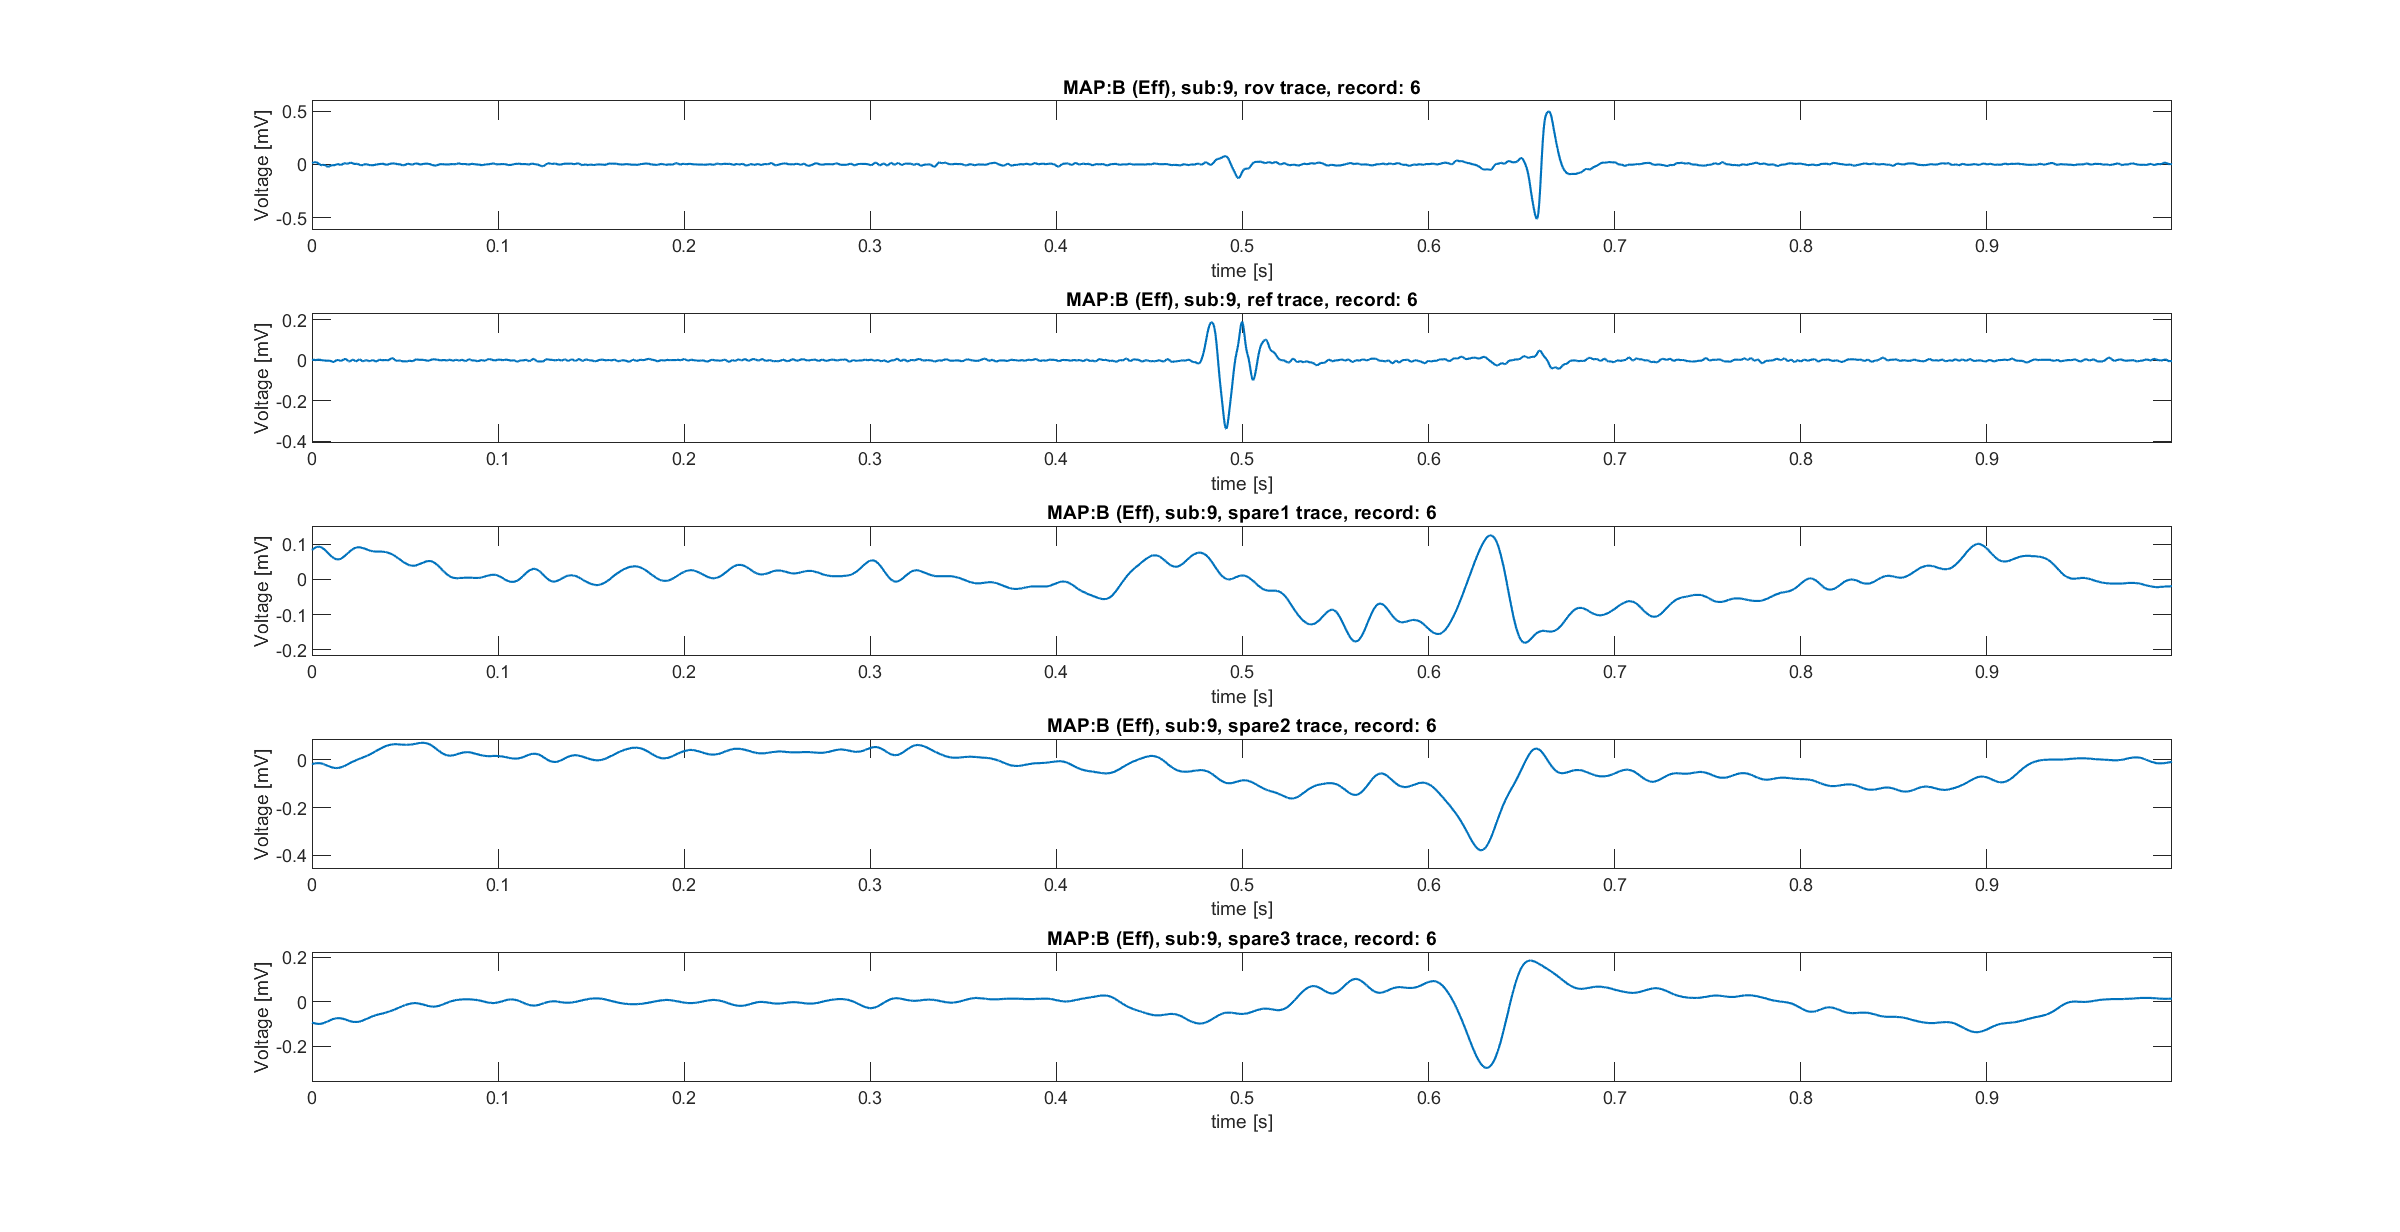 MAP:B (Eff), sub:9, rov trace, record: 6
Voltage [mV]
0.5
0
-0.5
0 0.1 0.2 0.3 0.4 0.5 0.6 0.7 0.8 0.9
time [s]
MAP:B (Eff), sub:9, ref trace, record: 6
Voltage [mV]
0.2
0
-0.2
-0.4
0 0.1 0.2 0.3 0.4 0.5 0.6 0.7 0.8 0.9
time [s]
MAP:B (Eff), sub:9, spare1 trace, record: 6
Voltage [mV]
0.1
0
-0.1
-0.2
0 0.1 0.2 0.3 0.4 0.5 0.6 0.7 0.8 0.9
time [s]
MAP:B (Eff), sub:9, spare2 trace, record: 6
Voltage [mV]
0
-0.2
-0.4
0 0.1 0.2 0.3 0.4 0.5 0.6 0.7 0.8 0.9
time [s]
MAP:B (Eff), sub:9, spare3 trace, record: 6
Voltage [mV]
0.2
0
-0.2
0 0.1 0.2 0.3 0.4 0.5 0.6 0.7 0.8 0.9
time [s]